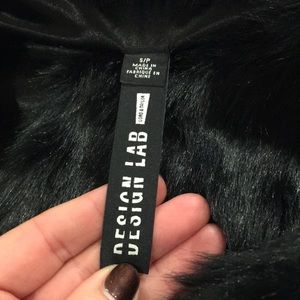 S/P
MADE IN
CHINA
FABRIQUÉ EN
CHINE
DESIGN LAB
LORD & TAYLOR